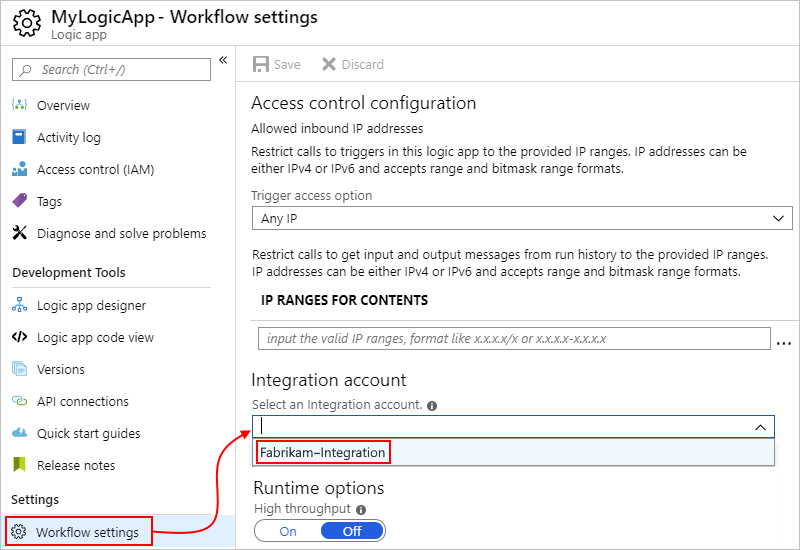 MyLogicApp - Workflow settings
Logic app
Search (Ctrl+/)
«
Overview
Activity log
Access control (IAM)
Tags
Diagnose and solve problems
Development Tools
Logic app designer
Logic app code view
Versions
API connections
Quick start guides
Release notes
Settings
Workflow settings
Save
Discard
Access control configuration
Allowed inbound IP addresses
Restrict calls to triggers in this logic app to the provided IP ranges. IP addresses can be
either IPv4 or IPv6 and accepts range and bitmask range formats.
Trigger access option
Any IP
Restrict calls to get input and output messages from run history to the provided IP ranges.
IP addresses can be either IPv4 or IPv6 and accepts range and bitmask range formats.
IP RANGES FOR CONTENTS
input the valid IP ranges, format like x.x.x.x/x or x.x.x.x-x.x.x.x
...
Integration account
Select an Integration account.
Fabrikam-Integration
Runtime options
High throughput
On Off